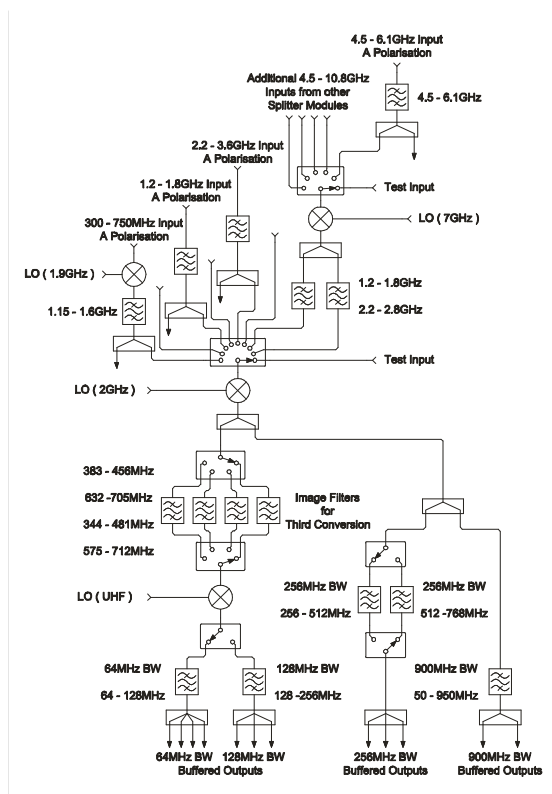 4.5 - 6.1GHz Input
A Polarisation
Additional 4.5 - 10.8GHz
Inputs from other
Splitter Modules
4.5 - 6.1GHz
2.2 - 3.6GHz Input
A Polarisation
1.2 - 1.8GHz Input
A Polarisation
Test Input
300 - 750MHz Input
A Polarisation
LO ( 7GHz )
LO ( 1.9GHz )
1.2 - 1.8GHz
1.15 - 1.6GHz
2.2 - 2.8GHz
Test Input
LO ( 2GHz )
383 - 456MHz
632 -705MHz
344 - 481MHz
575 - 712MHz
Image Filters
for
Third Conversion
LO ( UHF )
256MHz BW
256 - 512MHz
256MHz BW
512 -768MHz
64MHz BW
64 - 128MHz
128MHz BW
128 -256MHz
900MHz BW
50 - 950MHz
64MHz BW
128MHz BW
Buffered Outputs
256MHz BW
Buffered Outputs
900MHz BW
Buffered Outputs